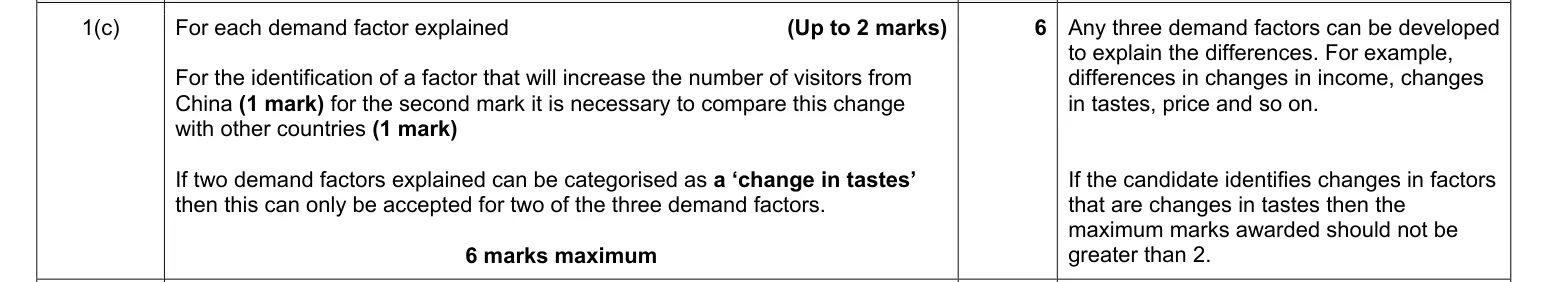 1(c)
For each demand factor explained (Up to 2 marks)
For the identification of a factor that will increase the number of visitors from
China (1 mark) for the second mark it is necessary to compare this change
with other countries (1 mark)
If two demand factors explained can be categorised as a ‘change in tastes’
then this can only be accepted for two of the three demand factors.
6 marks maximum
6
Any three demand factors can be developed
to explain the differences. For example,
differences in changes in income, changes
in tastes, price and so on.
If the candidate identifies changes in factors
that are changes in tastes then the
maximum marks awarded should not be
greater than 2.